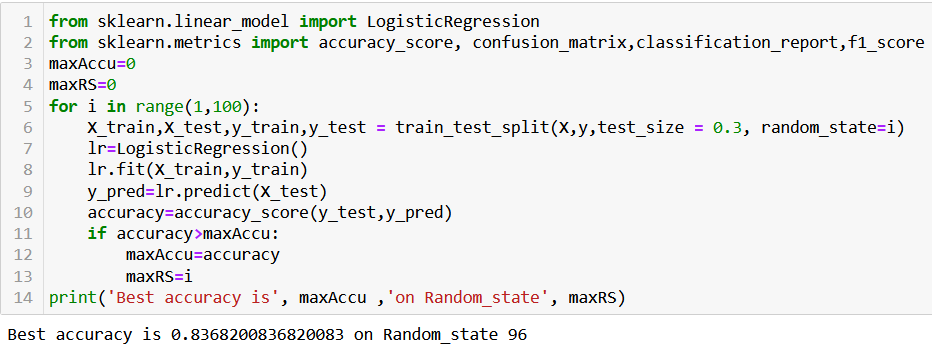 1 from sklearn.linear_model import LogisticRegression
2 from sklearn.metrics import accuracy_score, confusion_matrix,classification_report,f1_score
3 maxAccu=0
4 maxRS=0
5 for i in range(1,100):
6     X_train,X_test,y_train,y_test = train_test_split(X,y,test_size = 0.3, random_state=i)
7     lr=LogisticRegression()
8     lr.fit(X_train,y_train)
9     y_pred=lr.predict(X_test)
10     accuracy=accuracy_score(y_test,y_pred)
11     if accuracy>maxAccu:
12         maxAccu=accuracy
13         maxRS=i
14 print('Best accuracy is', maxAccu ,'on Random_state', maxRS)
Best accuracy is 0.8368200836820083 on Random_state 96